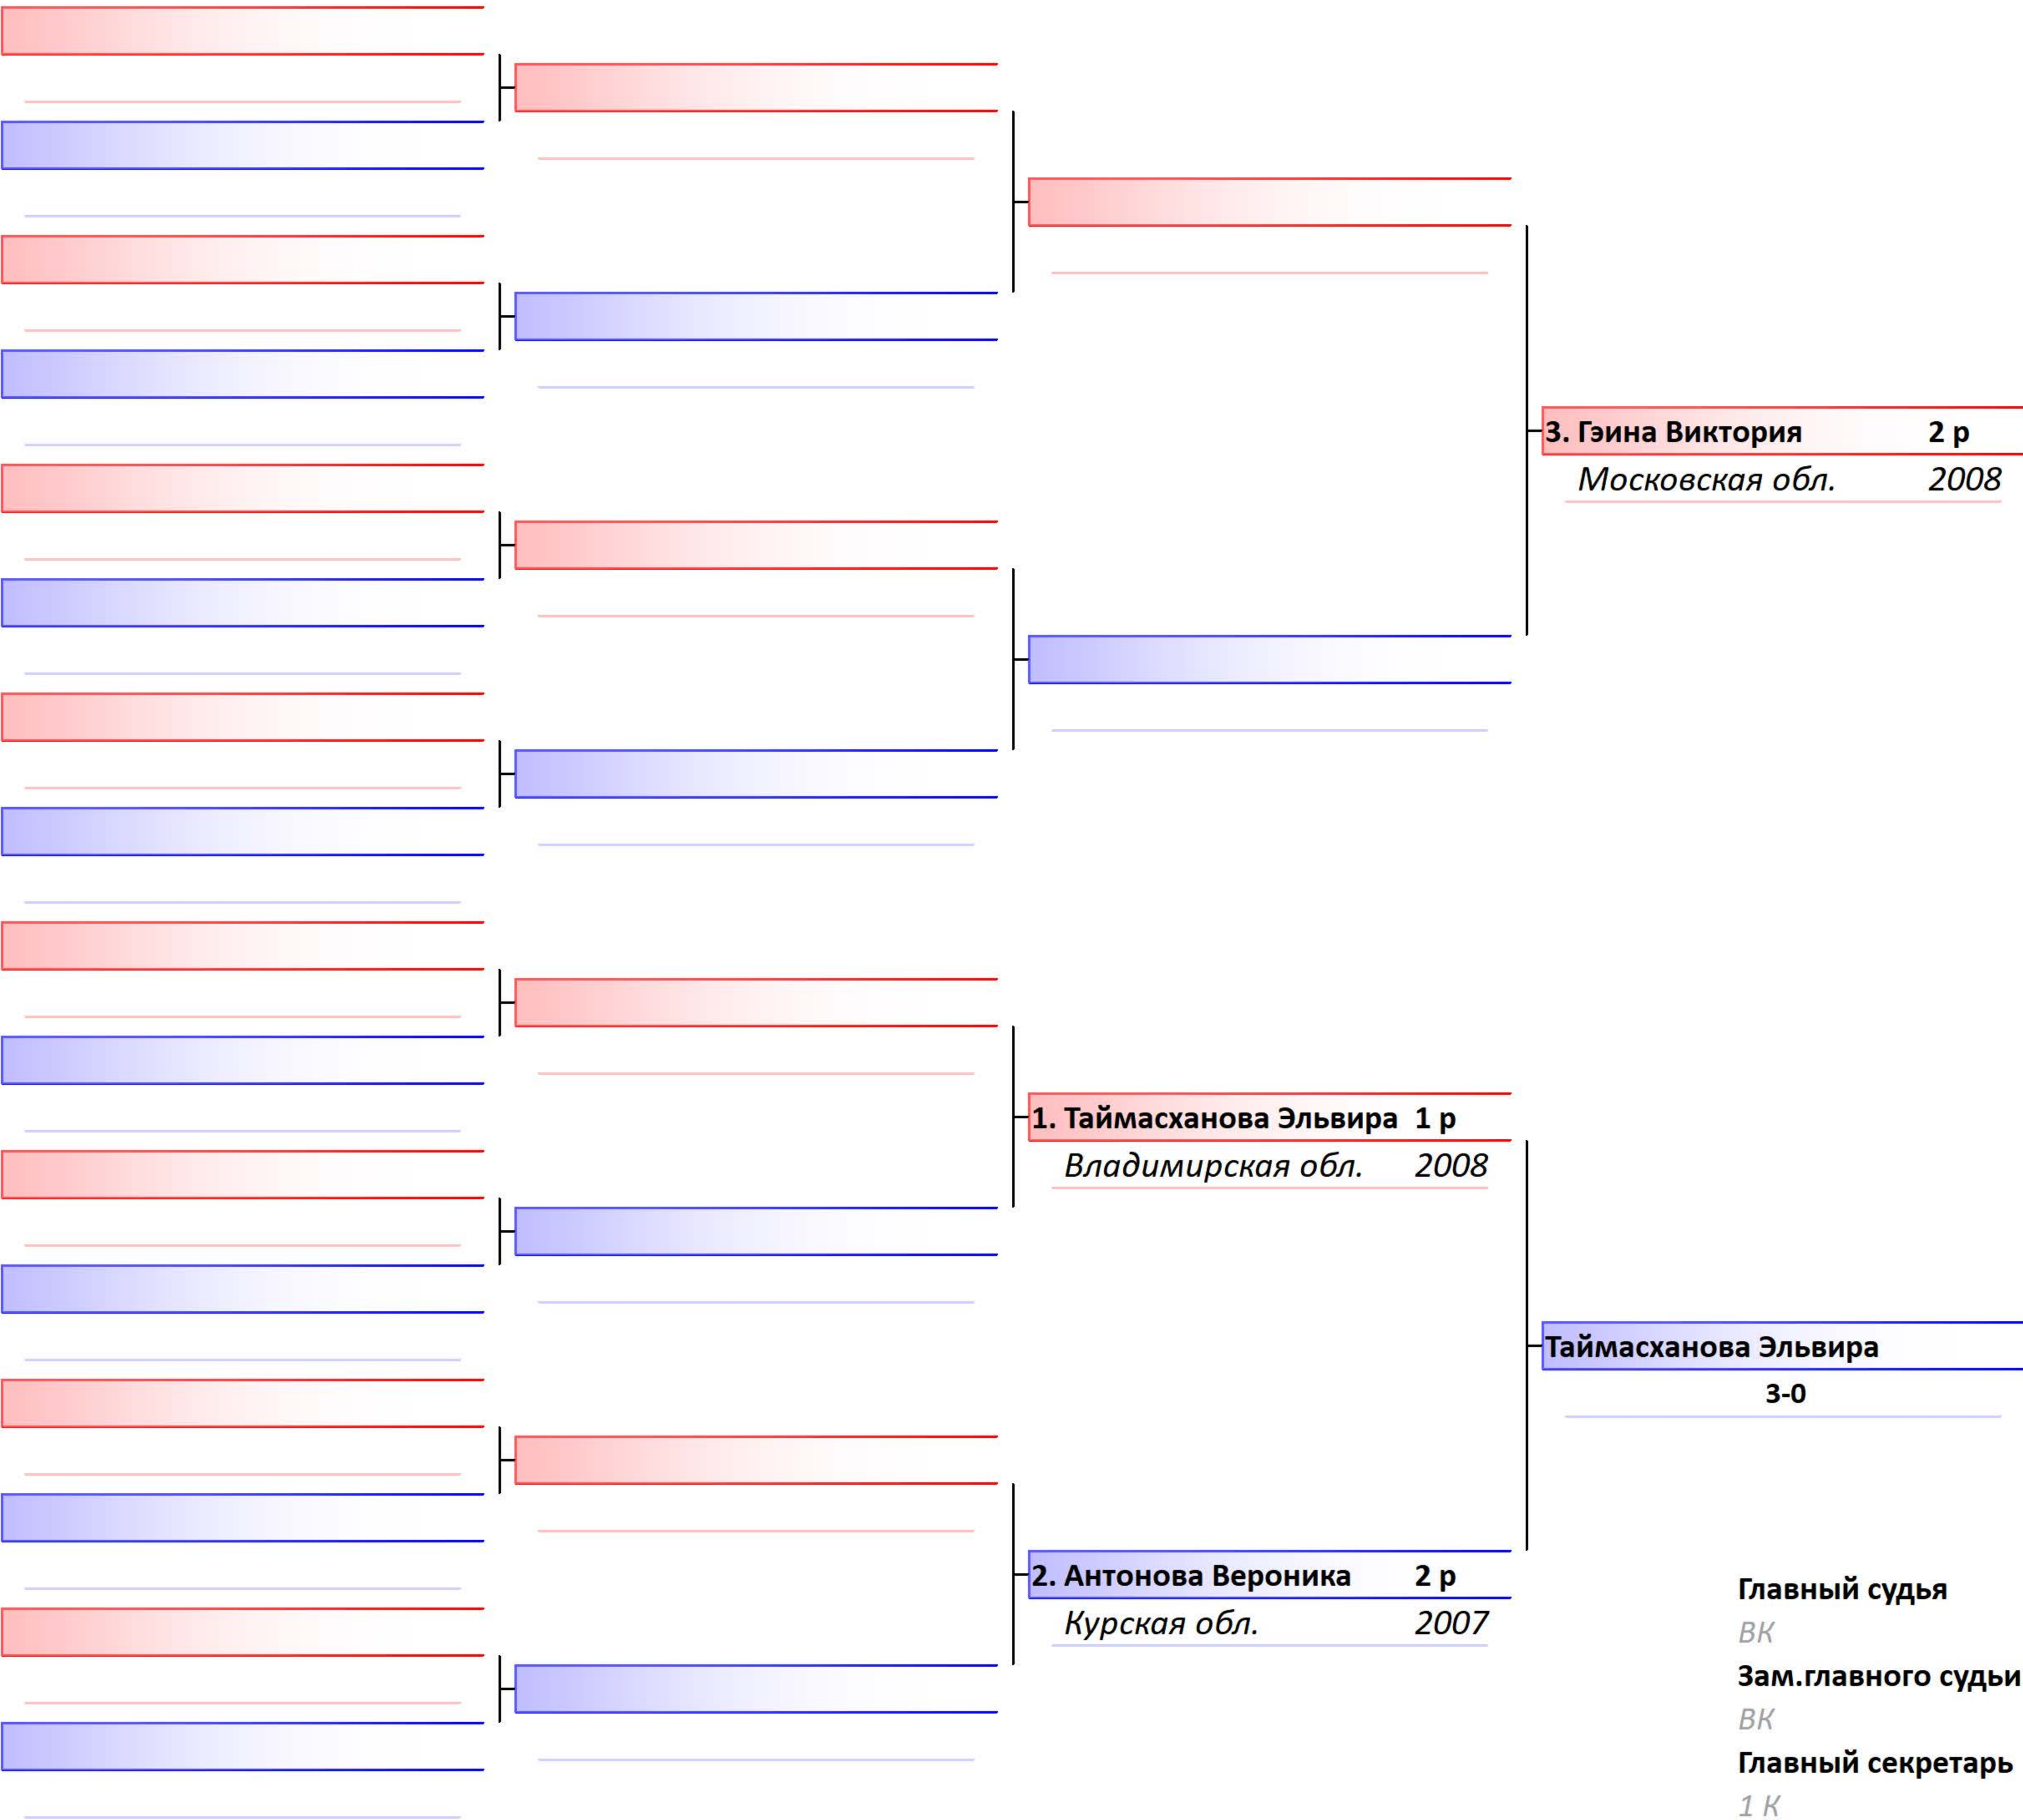 3. Гэина Виктория 2 р
Московская обл. 2008
1. Таймасханова Эльвира 1 р
Владимирская обл. 2008
Таймасханова Эльвира
3-0
2. Антонова Вероника 2 р
Курская обл. 2007
Главный судья
ВК
Зам.главного судьи
ВК
Главный секретарь
1 К